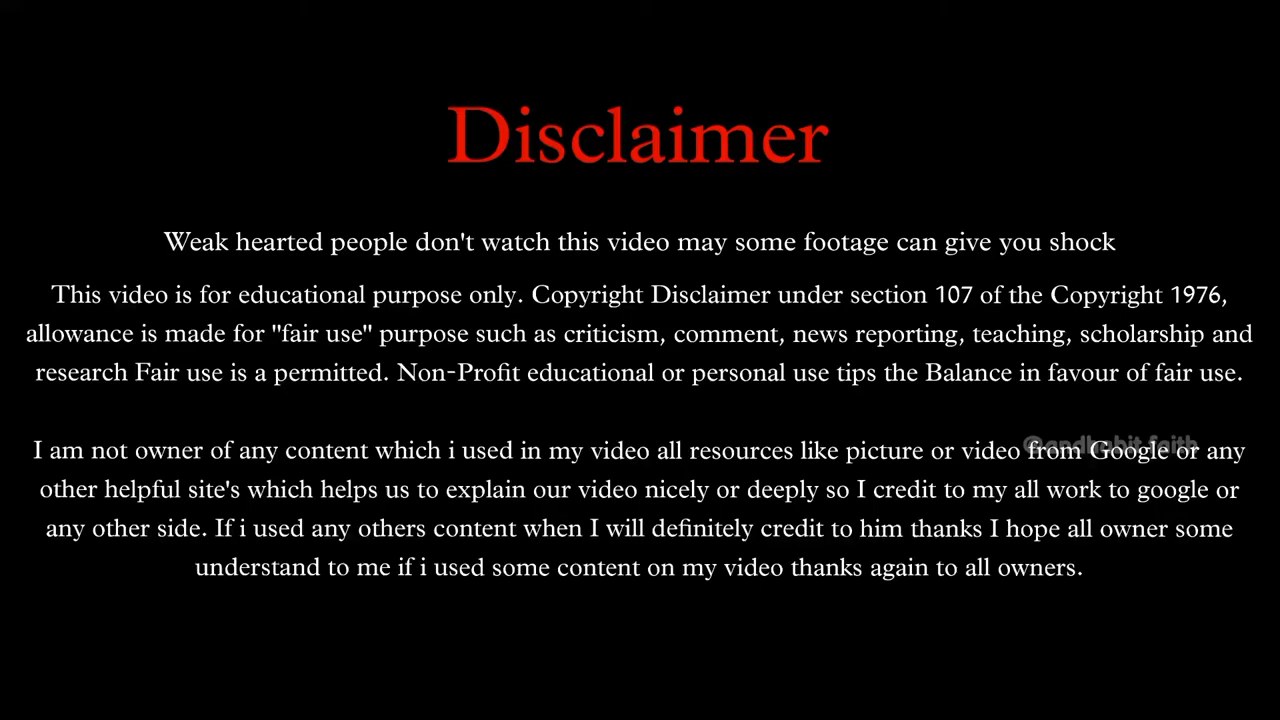 Disclaimer
Weak hearted people don't watch this video may some footage can give you shock
This video is for educational purpose only. Copyright Disclaimer under section 107 of the Copyright 1976,
allowance is made for "fair use" purpose such as criticism, comment, news reporting, teaching, scholarship and
research Fair use is a permitted. Non-Profit educational or personal use tips the Balance in favour of fair use.
@andhabit.faith
I am not owner of any content which i used in my video all resources like picture or video from Google or any
other helpful site's which helps us to explain our video nicely or deeply so I credit to my all work to google or
any other side. If i used any others content when I will definitely credit to him thanks I hope all owner some
understand to me if i used some content on my video thanks again to all owners.